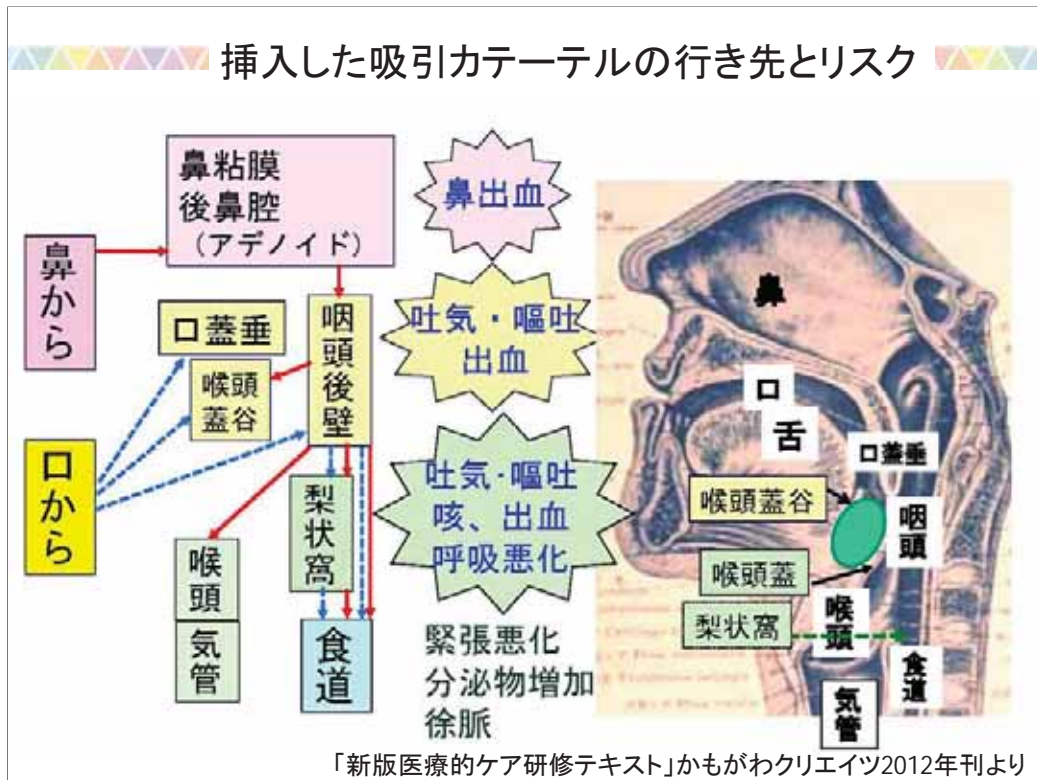 挿入した吸引カテーテルの行き先とリスク
鼻から
鼻粘膜
後鼻腔
(アデノイド)
鼻出血
口から
口蓋垂
喉頭
蓋谷
咽頭後壁
吐気・嘔吐
出血
梨状窩
喉頭
気管
食道
吐気・嘔吐
咳、出血
呼吸悪化
緊張悪化
分泌物増加
徐脈
鼻
口
舌
口蓋垂
喉頭蓋谷
咽頭
喉頭蓋
梨状窩
喉頭
食道
気管
「新版医療的ケア研修テキスト」かもがわクリエイツ2012年刊より